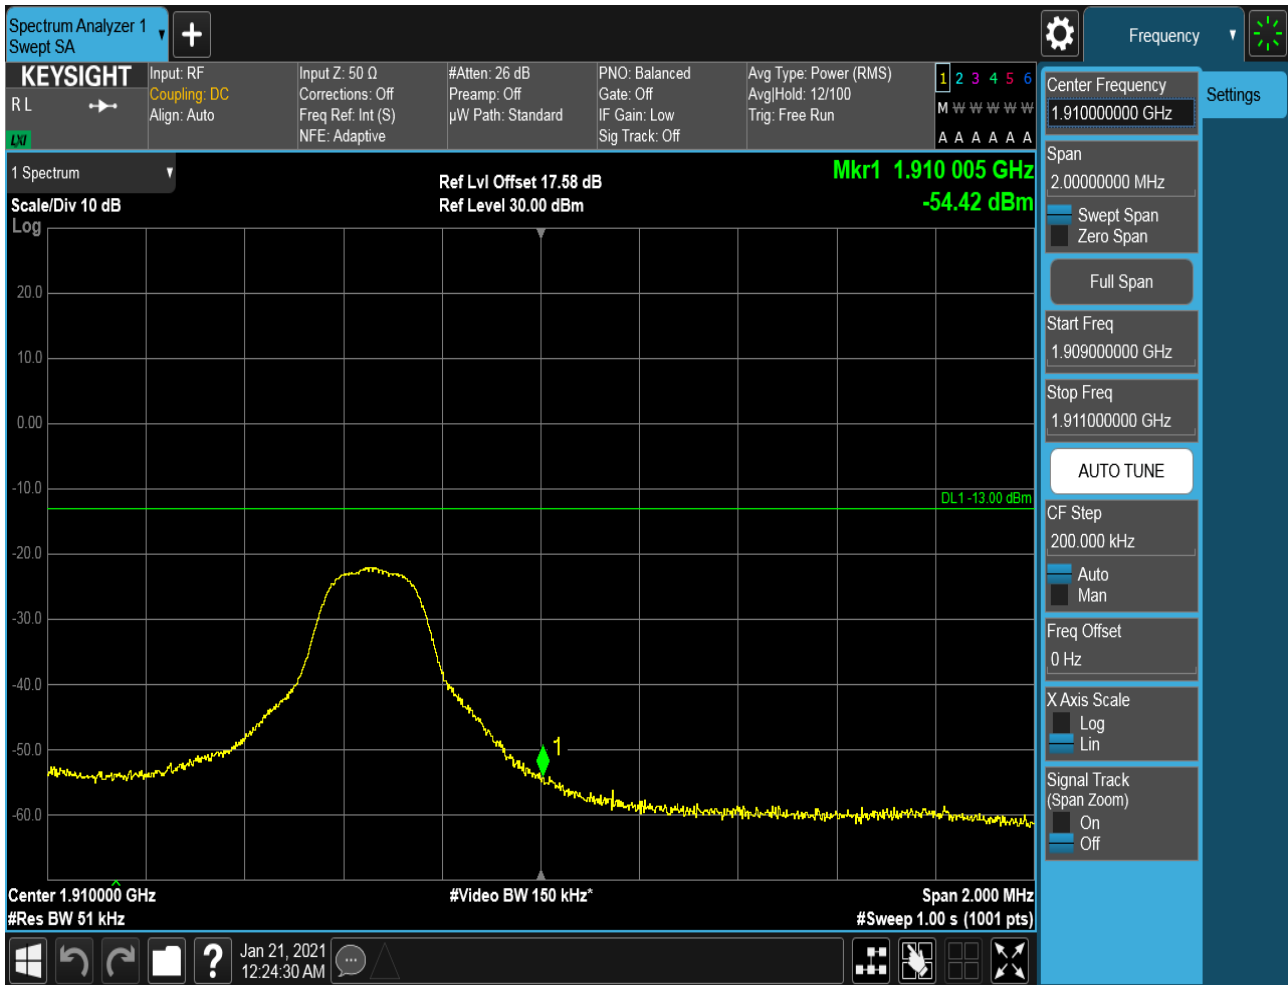 Spectrum Analyzer 1
Swept SA
+
Frequency
KEYSIGHT
R L
LXI
Input: RF
Coupling: DC
Align: Auto
Input Z: 50 Ω
Corrections: Off
Freq Ref: Int (S)
NFE: Adaptive
#Atten: 26 dB
Preamp: Off
µW Path: Standard
PNO: Balanced
Gate: Off
IF Gain: Low
Sig Track: Off
Avg Type: Power (RMS)
Avg|Hold: 12/100
Trig: Free Run
1 2 3 4 5 6
M W W W W W
A A A A A A
1 Spectrum
Scale/Div 10 dB
Log
Ref Lvl Offset 17.58 dB
Ref Level 30.00 dBm
Mkr1 1.910 005 GHz
-54.42 dBm
20.0
10.0
0.00
-10.0
DL1 -13.00 dBm
-20.0
-30.0
-40.0
-50.0
1
-60.0
Center 1.910000 GHz
#Res BW 51 kHz
#Video BW 150 kHz*
Span 2.000 MHz
#Sweep 1.00 s (1001 pts)
Center Frequency
1.910000000 GHz
Settings
Span
2.00000000 MHz
Swept Span
Zero Span
Full Span
Start Freq
1.909000000 GHz
Stop Freq
1.911000000 GHz
AUTO TUNE
CF Step
200.000 kHz
Auto
Man
Freq Offset
0 Hz
X Axis Scale
Log
Lin
Signal Track
(Span Zoom)
On
Off
?
Jan 21, 2021
12:24:30 AM